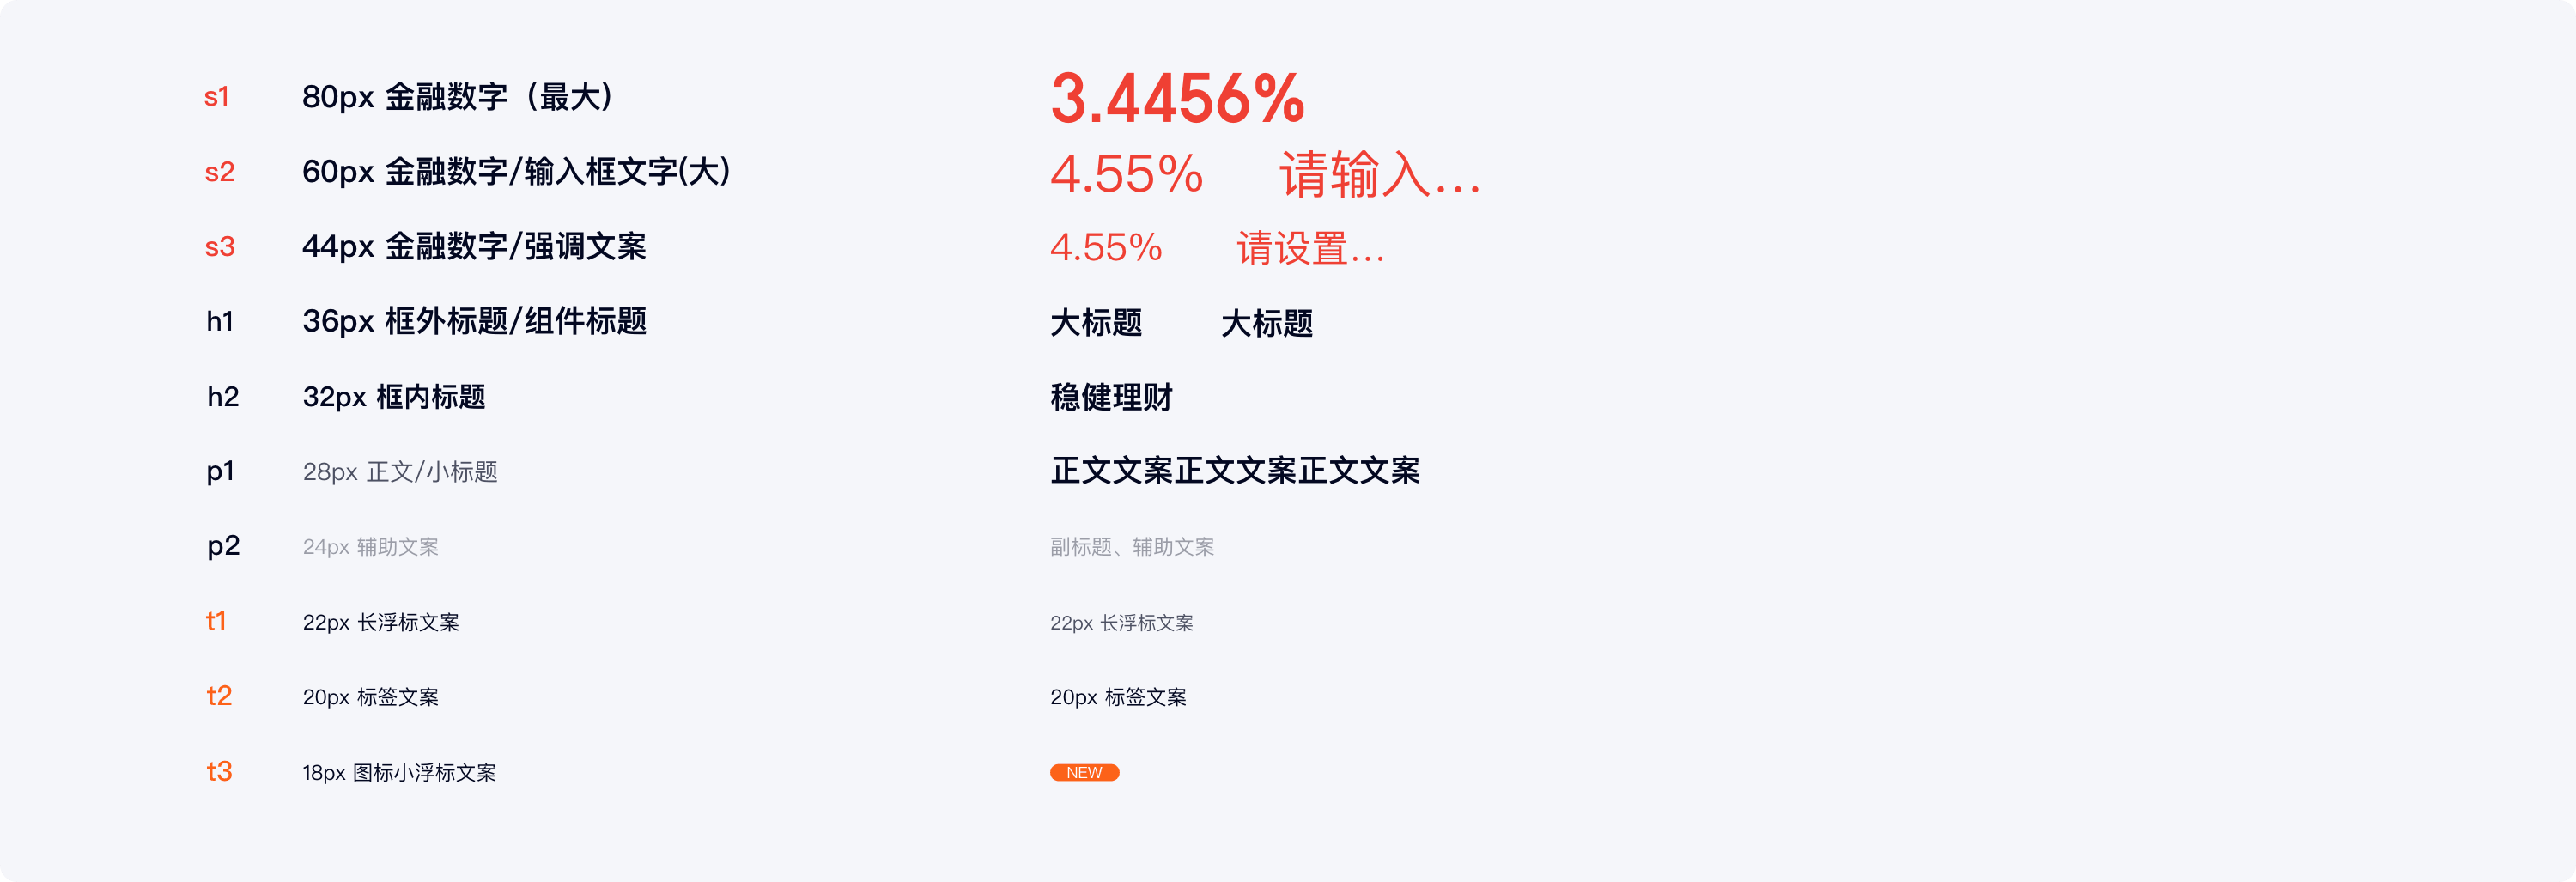 s1 80px 金融数字（最大） 3.4456%
s2 60px 金融数字/输入框文字(大) 4.55% 请输入...
s3 44px 金融数字/强调文案 4.55% 请设置...
h1 36px 框外标题/组件标题 大标题 大标题
h2 32px 框内标题 稳健理财
p1 28px 正文/小标题 正文文案正文文案正文文案
p2 24px 辅助文案 副标题、辅助文案
t1 22px 长浮标文案 22px 长浮标文案
t2 20px 标签文案 20px 标签文案
t3 18px 图标小浮标文案 NEW